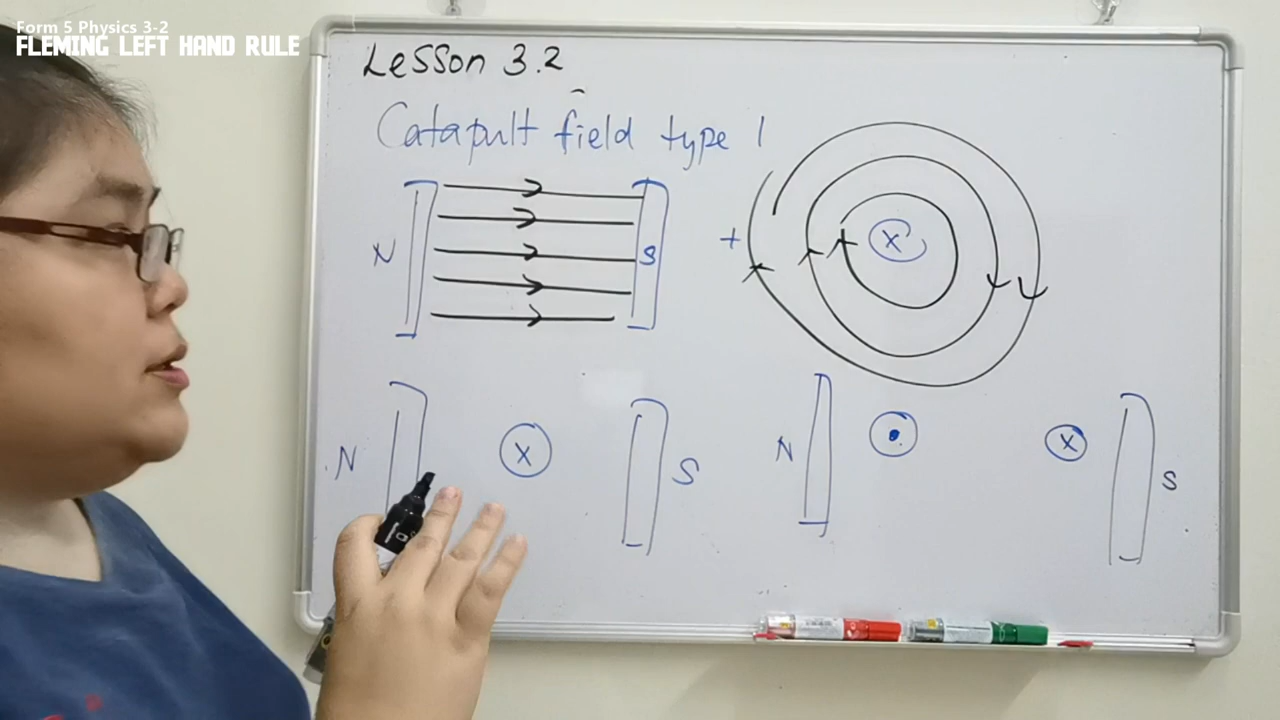 Form 5 Physics 3-2
FLEMING LEFT HAND RULE
Lesson 3.2
Catapult field type 1
N
S
+
X
N
X
S
N
X
S